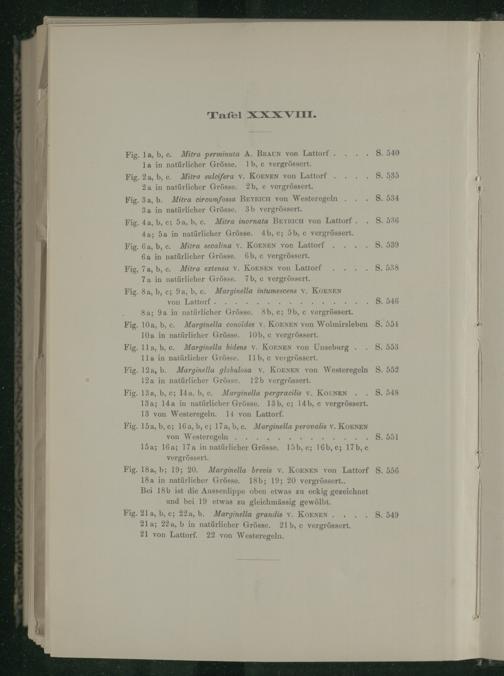 Tafel XXXVIII.
Fig. 1a, b, c. Mitra perminuta A. BRAUN von Lattorf . . . . S. 540
1a in natürlicher Grösse. 1b, c vergrössert.
Fig. 2a, b, c. Mitra sulcifera V. KOENEN von Lattorf . . . . S. 535
2a in natürlicher Grösse. 2b, c vergrössert.
Fig. 3a, b. Mitra circumfossa BEYRICH von Westeregeln . . . S. 534
3a in natürlicher Grösse. 3b vergrössert.
Fig. 4a, b, c; 5a, b, c. Mitra inornata BEYRICH von Lattorf . . S. 536
4a; 5a in natürlicher Grösse. 4b, c; 5b, c vergrössert.
Fig. 6a, b, c. Mitra secalina V. KOENEN von Lattorf . . . . S. 539
6a in natürlicher Grösse. 6b, c vergrössert.
Fig. 7a, b, c. Mitra extensa V. KOENEN von Lattorf . . . . S. 538
7a in natürlicher Grösse. 7b, c vergrössert.
Fig. 8a, b, c; 9a, b, c. Marginella intumescens V. KOENEN
von Lattorf . . . . . . . . . . . . . . . S. 546
8a; 9a in natürlicher Grösse. 8b, c; 9b, c vergrössert.
Fig. 10a, b, c. Marginella conoides V. KOENEN von Wolmirsleben S. 554
10a in natürlicher Grösse. 10b, c vergrössert.
Fig. 11a, b, c. Marginella bidens V. KOENEN von Unseburg . . S. 553
11a in natürlicher Grösse. 11b, c vergrössert.
Fig. 12a, b. Marginella globulosa V. KOENEN von Westeregeln S. 552
12a in natürlicher Grösse. 12b vergrössert.
Fig. 13a, b, c; 14a, b, c. Marginella pergracilis V. KOENEN . . S. 548
13a; 14a in natürlicher Grösse. 13b, c; 14b, c vergrössert.
13 von Westeregeln. 14 von Lattorf.
Fig. 15a, b, c; 16a, b, c; 17a, b, c. Marginella perovalis V. KOENEN
von Westeregeln . . . . . . . . . . . . . S. 551
15a; 16a; 17a in natürlicher Grösse. 15b, c; 16b, c; 17b, c
vergrössert.
Fig. 18a, b; 19; 20. Marginella brevis V. KOENEN von Lattorf S. 556
18a in natürlicher Grösse. 18b; 19; 20 vergrössert.
Bei 18b ist die Aussenlippe oben etwas zu eckig gezeichnet
und bei 19 etwas zu gleichmässig gewölbt.
Fig. 21a, b, c; 22a, b. Marginella grandis V. KOENEN . . . . S. 549
21a; 22a, b in natürlicher Grösse. 21b, c vergrössert.
21 von Lattorf. 22 von Westeregeln.